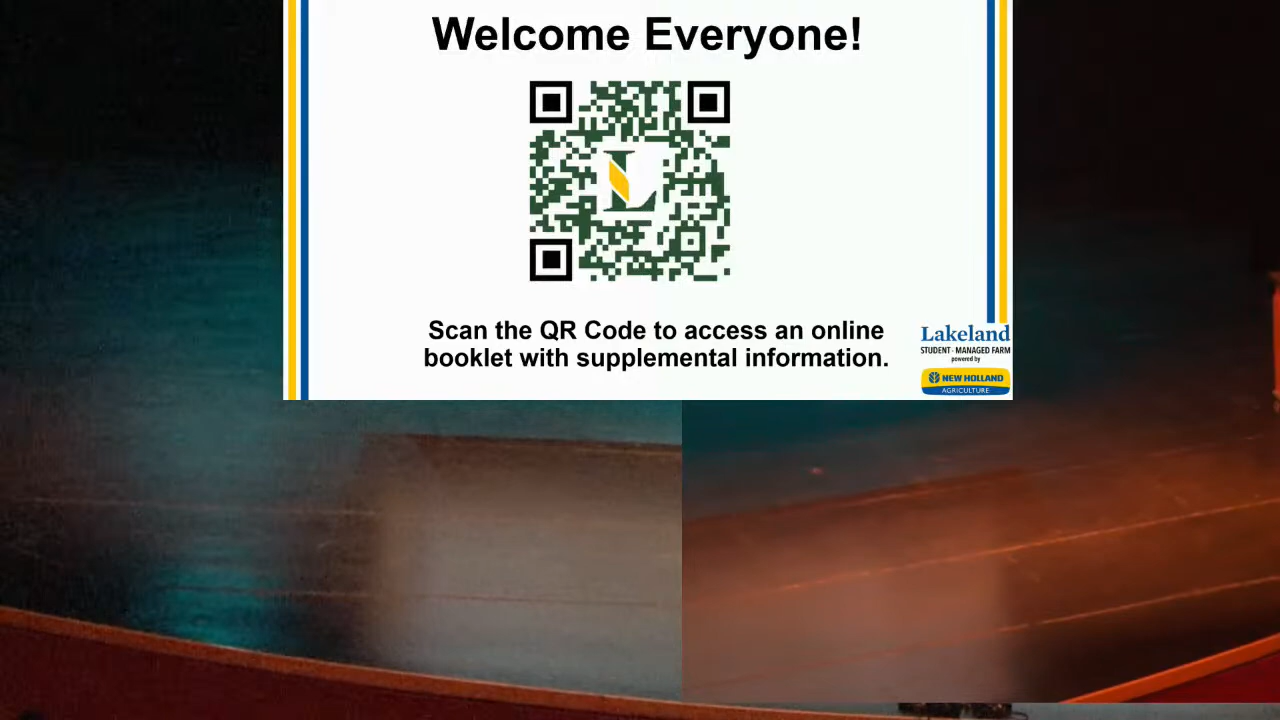 Welcome Everyone!
L
Scan the QR Code to access an online
booklet with supplemental information.
Lakeland
STUDENT - MANAGED FARM
powered by
NEW HOLLAND
AGRICULTURE